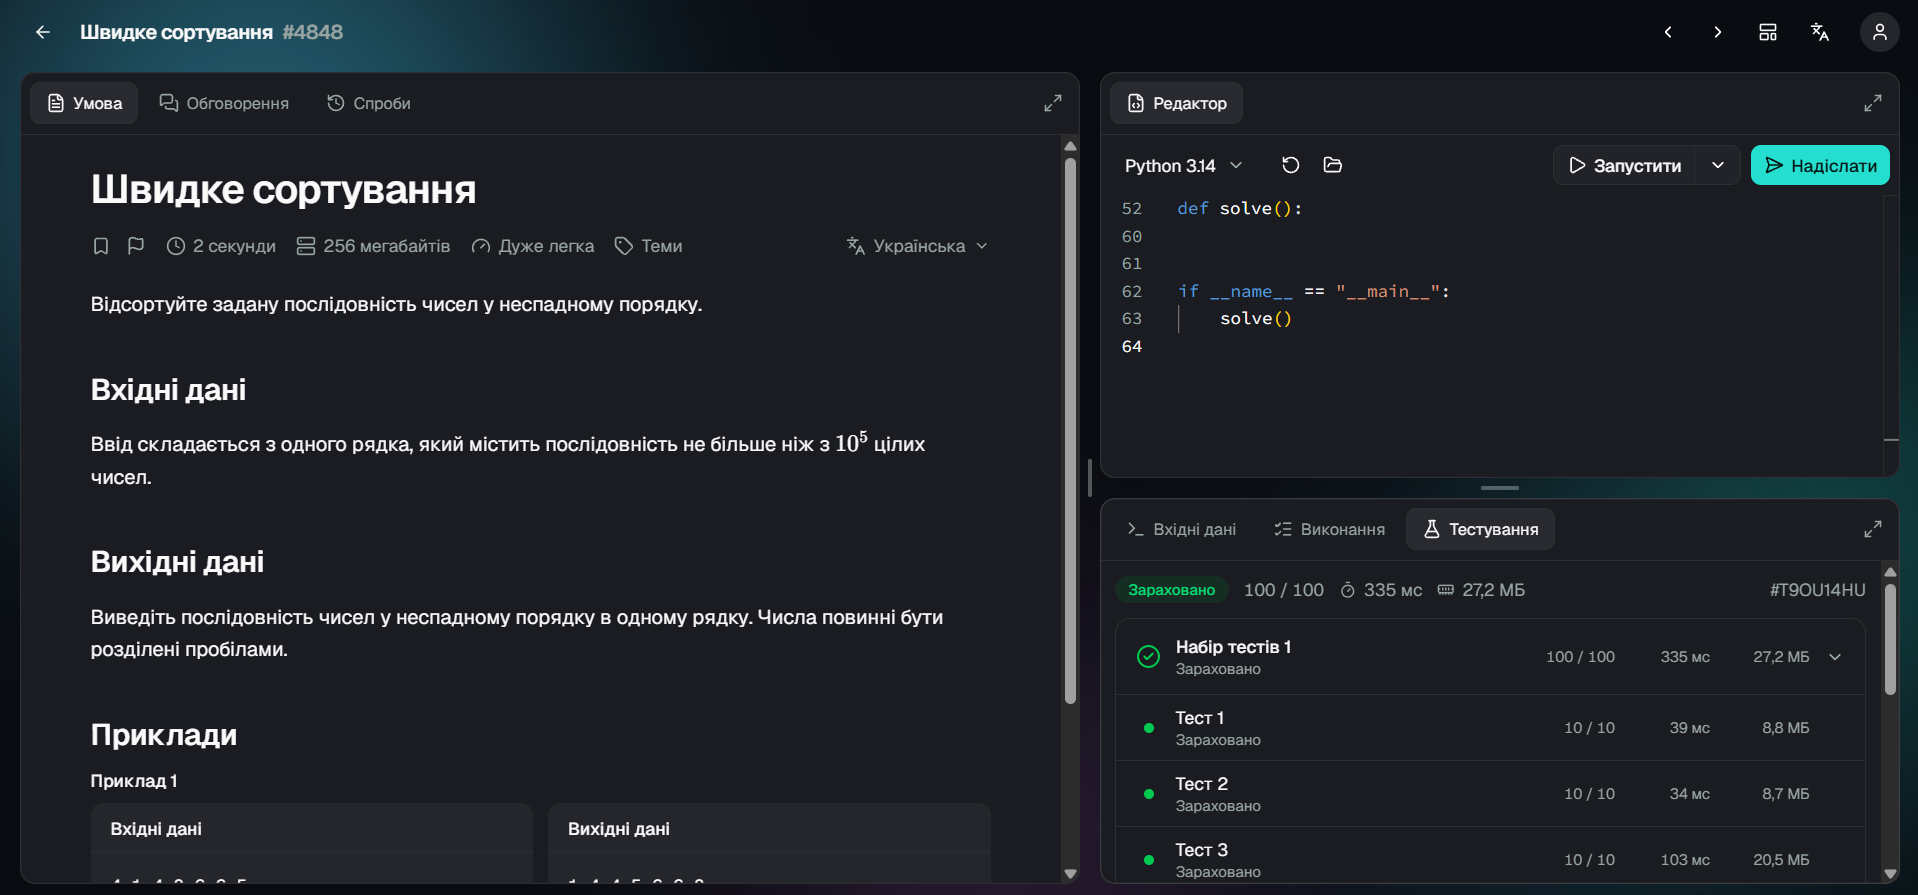 Швидке сортування #4848
Умова
Обговорення
Спроби
Швидке сортування
2 секунди
256 мегабайтів
Дуже легка
Теми
Українська
Відсортуйте задану послідовність чисел у неспадному порядку.
Вхідні дані
Ввід складається з одного рядка, який містить послідовність не більше ніж з 10⁵ цілих
чисел.
Вихідні дані
Виведіть послідовність чисел у неспадному порядку в одному рядку. Числа повинні бути
розділені пробілами.
Приклади
Приклад 1
Вхідні дані
Вихідні дані
Редактор
Python 3.14
Запустити
Надіслати
52 def solve():
60
61
62 if __name__ == "__main__":
63 solve()
64
Вхідні дані
Виконання
Тестування
Зараховано 100 / 100 335 мс 27,2 МБ #T9OU14HU
Набір тестів 1 100 / 100 335 мс 27,2 МБ
Зараховано
Тест 1 10 / 10 39 мс 8,8 МБ
Зараховано
Тест 2 10 / 10 34 мс 8,7 МБ
Зараховано
Тест 3 10 / 10 103 мс 20,5 МБ
Зараховано